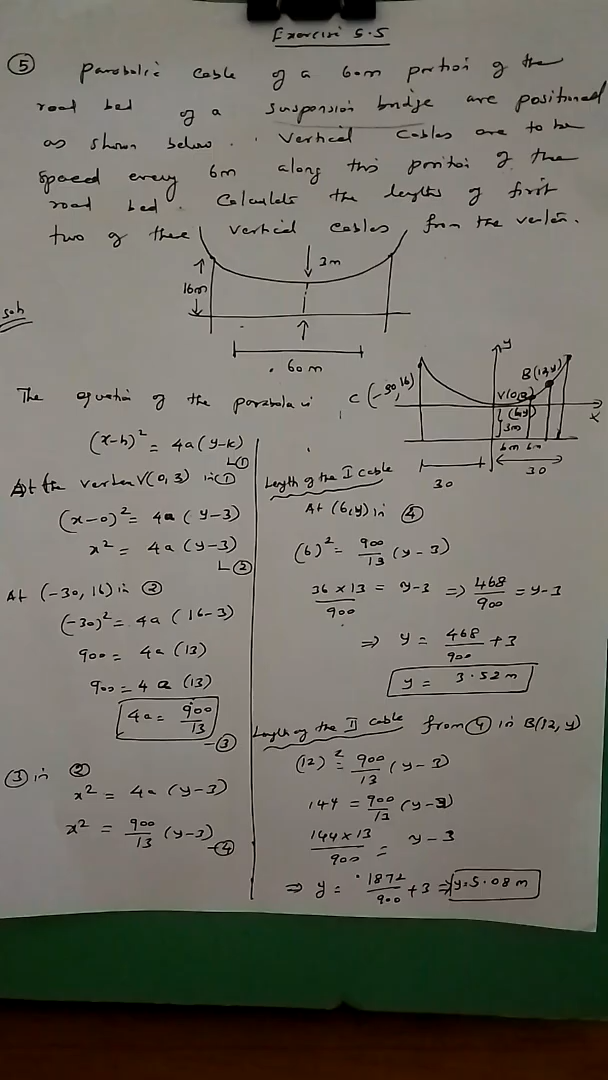 Exercise 5.5
⑤ Parabolic cable of a 60m portion of the
road bed of a suspension bridge are positioned
as shown below. Vertical cables are to be
spaced every 6m along this portion of the
road bed. Calculate the lengths of first
two of these vertical cables from the vertex.
16m
3m
60m
soln
y
B(12,y)
C (-30,16)
V(0,3)
(6,y)
3m
x
6m 6m
30
30
The equation of the parabola is
(x-h)² = 4a(y-k)
①
At the vertex V(0,3) in ①
(x-0)² = 4a (y-3)
x² = 4a (y-3)
②
At (-30, 16) in ②
(-30)² = 4a (16-3)
900 = 4a (13)
900 = 4a (13)
4a = 900/13
③
③ in ②
x² = 4a (y-3)
x² = 900/13 (y-3)
④
Length of the I cable
At (6,y) in ④
(6)² = 900/13 (y-3)
36 x 13/900 = y-3 => 468/900 = y-3
=> y = 468/900 + 3
y = 3.52 m
Length of the II cable from ④ in B(12, y)
(12)² = 900/13 (y-3)
144 = 900/13 (y-3)
144 x 13/900 = y-3
=> y = 1872/900 + 3 => y = 5.08 m